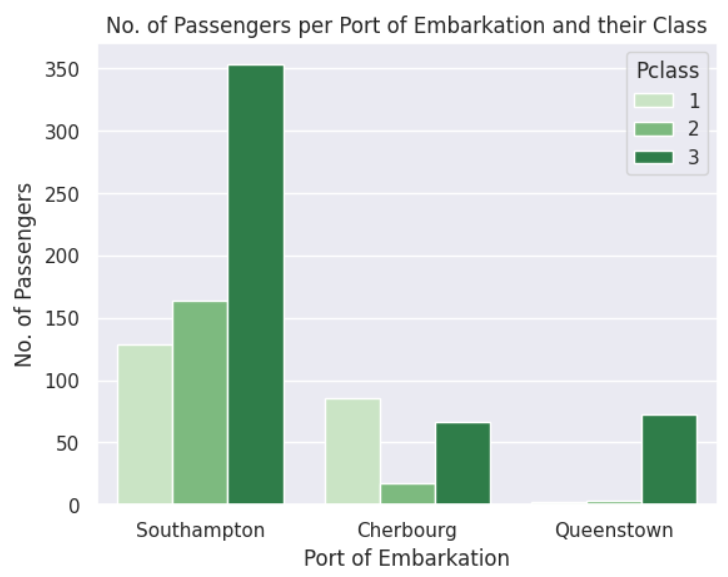 No. of Passengers per Port of Embarkation and their Class
Pclass
1
2
3
No. of Passengers
350
300
250
200
150
100
50
0
Southampton
Cherbourg
Queenstown
Port of Embarkation